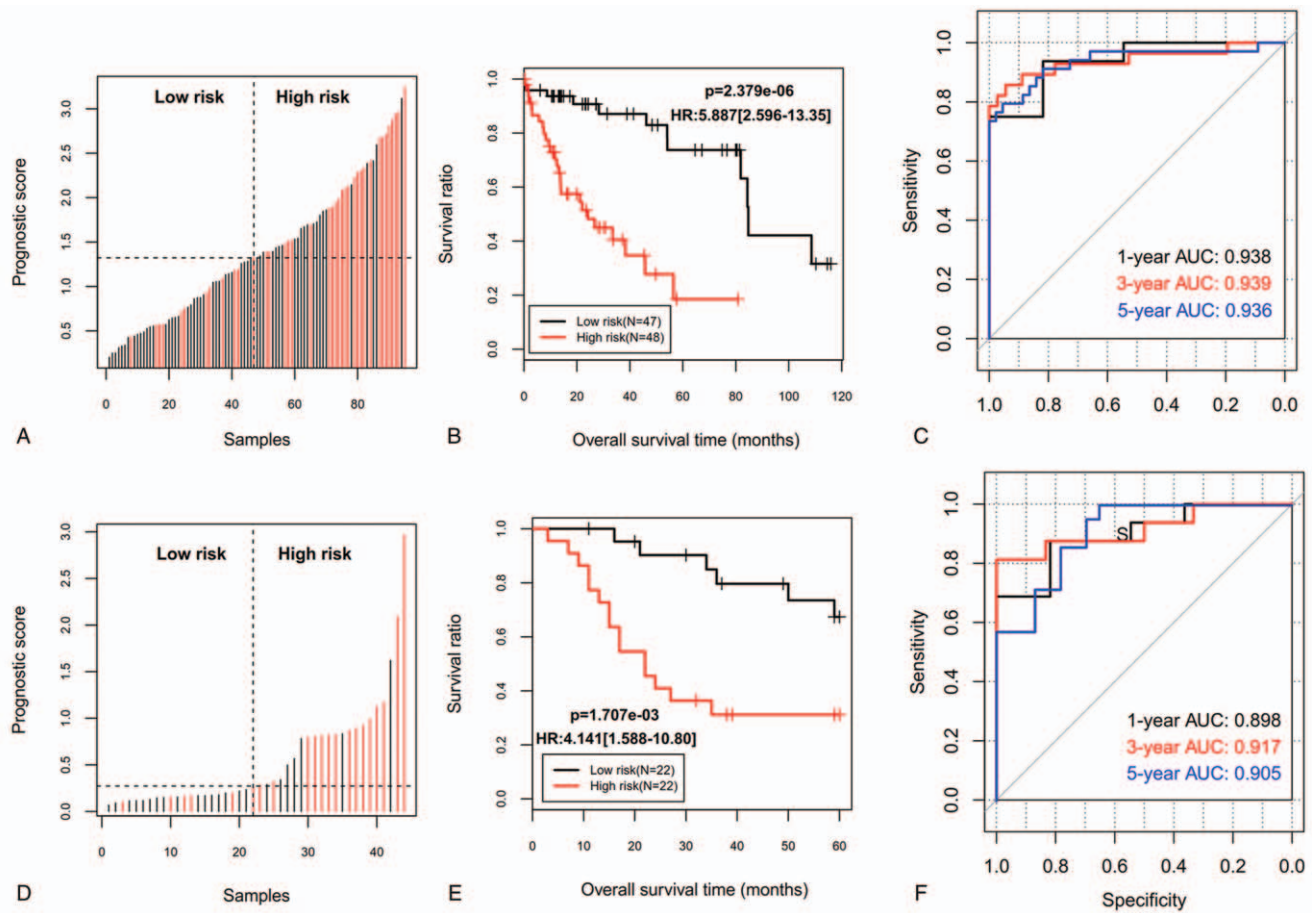 Low risk
High risk
Prognostic score
3.0
2.5
2.0
1.5
1.0
0.5
0
20
40
60
80
A
Samples
p=2.379e-06
HR:5.887[2.596-13.35]
Survival ratio
1.0
0.8
0.6
0.4
0.2
0.0
Low risk(N=47)
High risk(N=48)
0
20
40
60
80
100
120
B
Overall survival time (months)
Sensitivity
1.0
0.8
0.6
0.4
0.2
0.0
1-year AUC: 0.938
3-year AUC: 0.939
5-year AUC: 0.936
1.0
0.8
0.6
0.4
0.2
0.0
C
Low risk
High risk
Prognostic score
3.0
2.5
2.0
1.5
1.0
0.5
0.0
0
10
20
30
40
D
Samples
Survival ratio
1.0
0.8
0.6
0.4
0.2
0.0
p=1.707e-03
HR:4.141[1.588-10.80]
Low risk(N=22)
High risk(N=22)
0
10
20
30
40
50
60
E
Overall survival time (months)
Sensitivity
1.0
0.8
0.6
0.4
0.2
0.0
S
1-year AUC: 0.898
3-year AUC: 0.917
5-year AUC: 0.905
1.0
0.8
0.6
0.4
0.2
0.0
F
Specificity